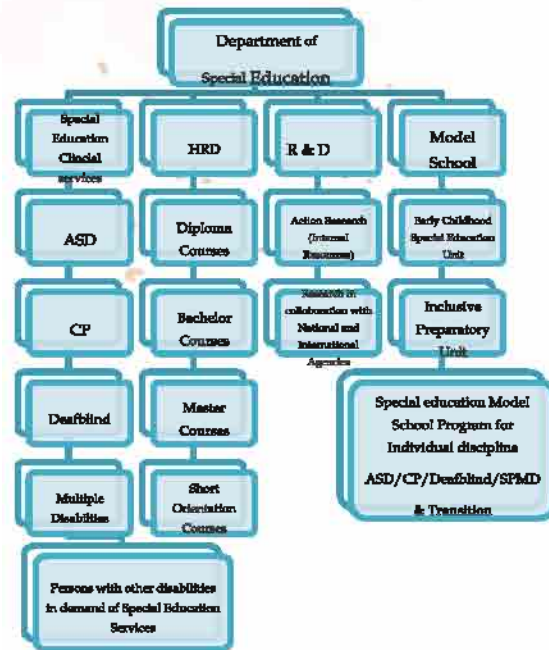 Department of
Special Education
Special
Education
Clincial
services
HRD
R & D
Model
School
ASD
Diploma
Courses
Action Research
(Internal
Resources)
Early Childhood
Special Education
Unit
CP
Bachelor
Courses
Research in
collaboration with
National and
International
Agencies
Inclusive
Preparatory
Unit
Deafblind
Master
Courses
Special education Model
School Program for
Individual discipline
ASD/CP/Deafblind/SPMD
& Transition
Multiple
Disabilities
Short
Orientation
Courses
Persons with other disabilities
in demand of Special Education
Services